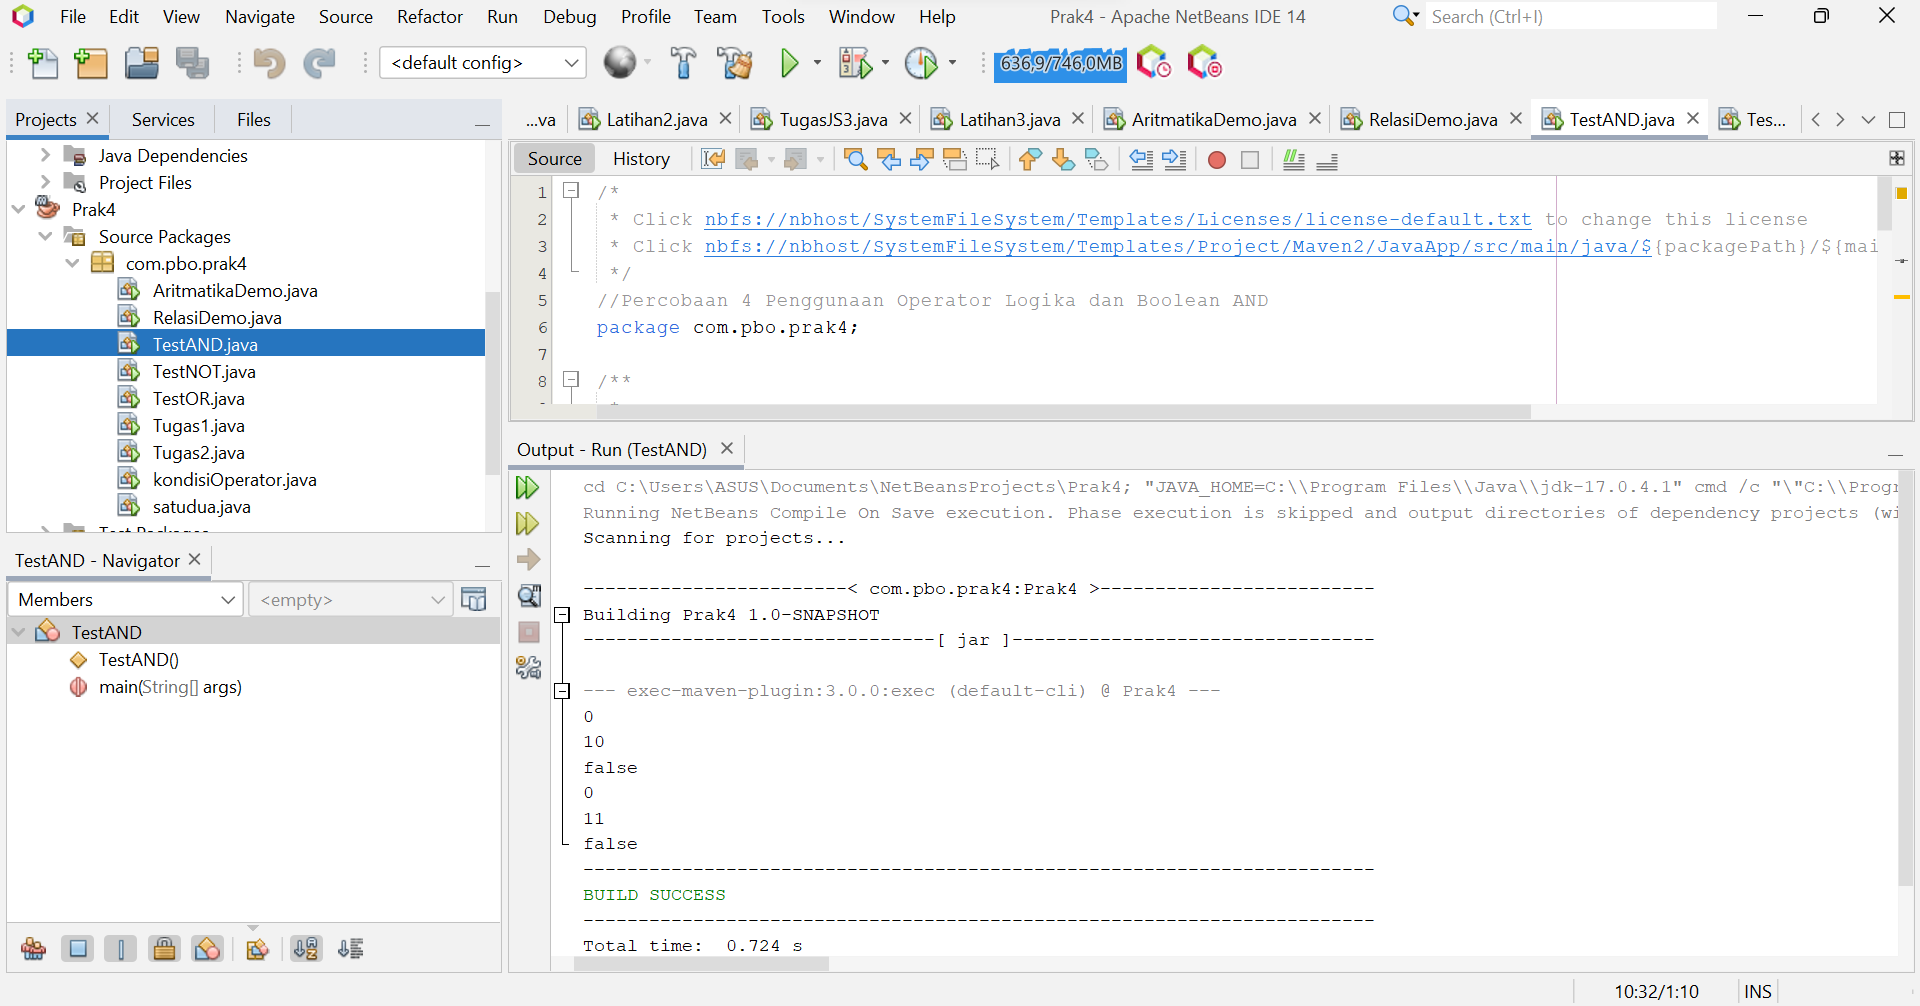 File Edit View Navigate Source Refactor Run Debug Profile Team Tools Window Help Prak4 - Apache NetBeans IDE 14 Search (Ctrl+I)
<default config> 636,9/746,0MB
Projects Services Files
...va Latihan2.java TugasJS3.java Latihan3.java AritmatikaDemo.java RelasiDemo.java TestAND.java Tes...
Java Dependencies
Project Files
Prak4
Source Packages
com.pbo.prak4
AritmatikaDemo.java
RelasiDemo.java
TestAND.java
TestNOT.java
TestOR.java
Tugas1.java
Tugas2.java
kondisiOperator.java
satudua.java
Source History
1 /*
2 * Click nbfs://nbhost/SystemFileSystem/Templates/Licenses/license-default.txt to change this license
3 * Click nbfs://nbhost/SystemFileSystem/Templates/Project/Maven2/JavaApp/src/main/java/${packagePath}/${mai
4 */
5 //Percobaan 4 Penggunaan Operator Logika dan Boolean AND
6 package com.pbo.prak4;
7
8 /**
TestAND - Navigator
Members <empty>
TestAND
TestAND()
main(String[] args)
Output - Run (TestAND)
cd C:\Users\ASUS\Documents\NetBeansProjects\Prak4; "JAVA_HOME=C:\\Program Files\\Java\\jdk-17.0.4.1" cmd /c "\"C:\\Progr
Running NetBeans Compile On Save execution. Phase execution is skipped and output directories of dependency projects (wi
Scanning for projects...
------------------------< com.pbo.prak4:Prak4 >-------------------------
Building Prak4 1.0-SNAPSHOT
--------------------------------[ jar ]---------------------------------
--- exec-maven-plugin:3.0.0:exec (default-cli) @ Prak4 ---
0
10
false
0
11
false
------------------------------------------------------------------------
BUILD SUCCESS
------------------------------------------------------------------------
Total time:  0.724 s
10:32/1:10 INS